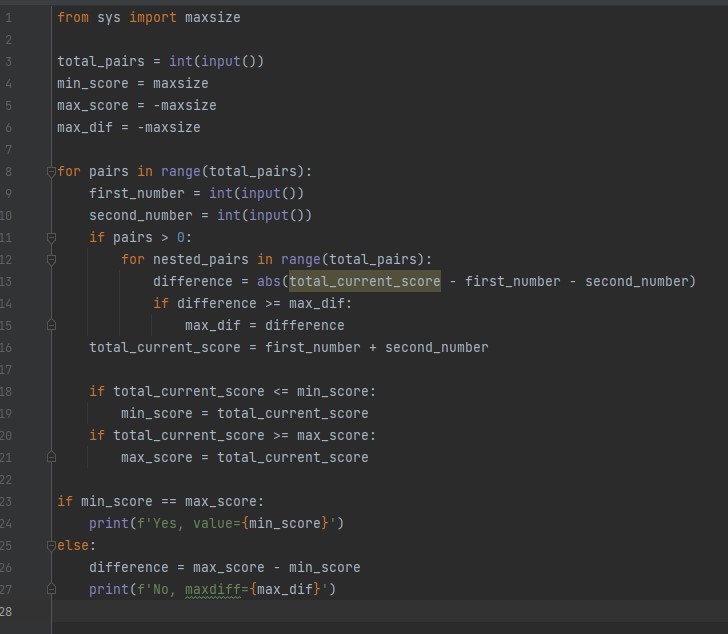 1 from sys import maxsize
2
3 total_pairs = int(input())
4 min_score = maxsize
5 max_score = -maxsize
6 max_dif = -maxsize
7
8 for pairs in range(total_pairs):
9     first_number = int(input())
10     second_number = int(input())
11     if pairs > 0:
12         for nested_pairs in range(total_pairs):
13             difference = abs(total_current_score - first_number - second_number)
14             if difference >= max_dif:
15                 max_dif = difference
16     total_current_score = first_number + second_number
17
18     if total_current_score <= min_score:
19         min_score = total_current_score
20     if total_current_score >= max_score:
21         max_score = total_current_score
22
23 if min_score == max_score:
24     print(f'Yes, value={min_score}')
25 else:
26     difference = max_score - min_score
27     print(f'No, maxdiff={max_dif}')
28